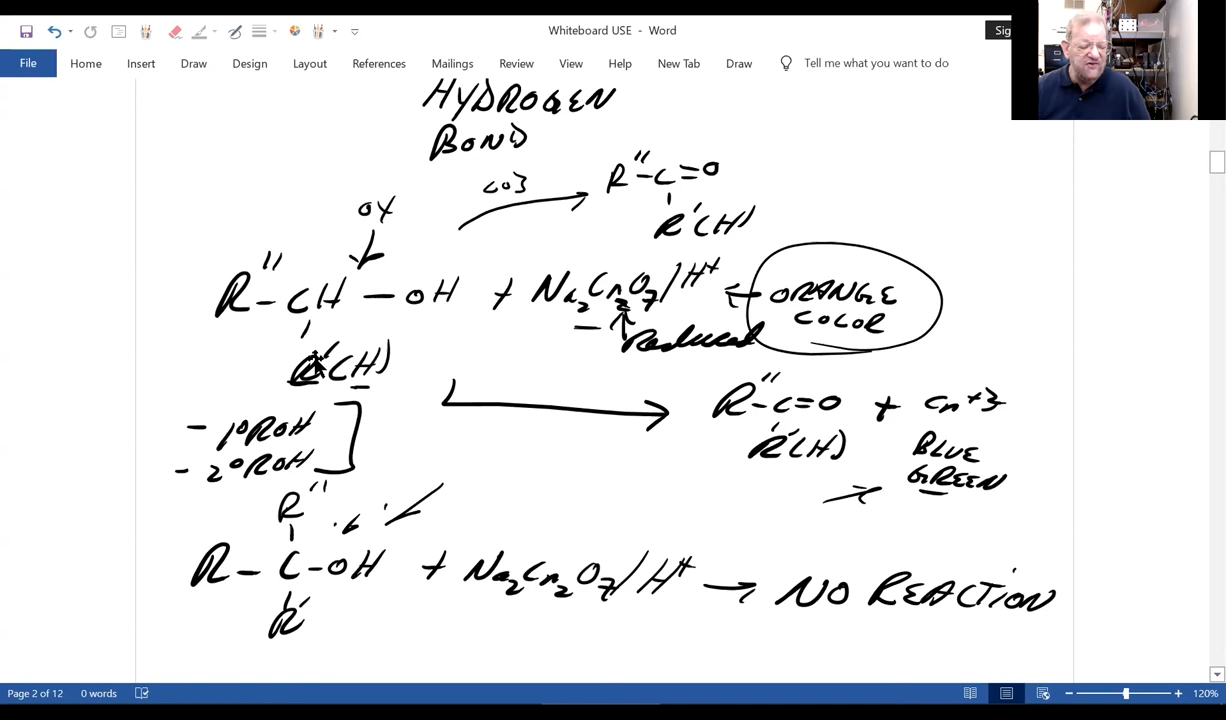 Whiteboard USE - Word
Sig
File Home Insert Draw Design Layout References Mailings Review View Help New Tab Draw Tell me what you want to do
HYDROGEN
BOND
R"-C=O
R'(H)
OX
R"-CH-OH + Na2Cr2O7/H+ ← ORANGE
COLOR
Reduced
R'(H)
R"-C=O + Cr+3
R'(H) BLUE
GREEN
- 1°ROH
- 2°ROH
R"
R-C-OH + Na2Cr2O7/H+ → NO REACTION
R'
Page 2 of 12 0 words 120%